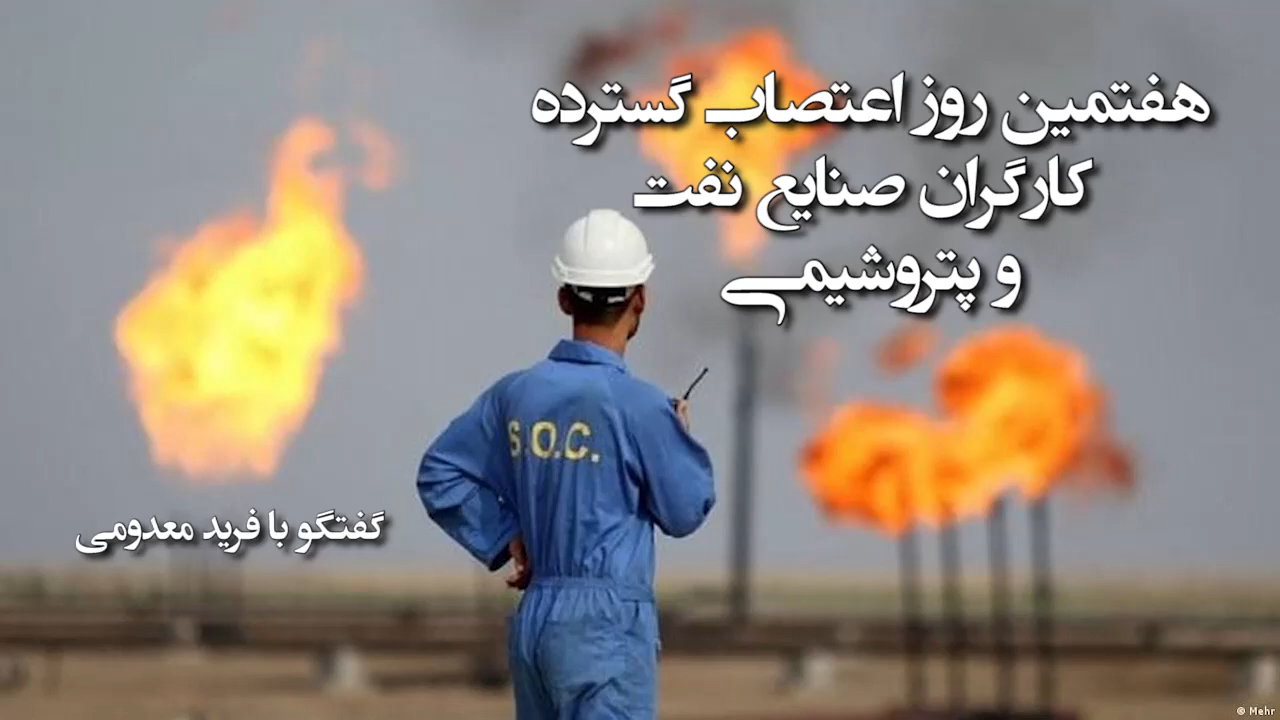 هفتمین روز اعتصاب گسترده
کارگران صنایع نفت
و پتروشیمی
S.O.C.
گفتگو با فرید معدومی
© Mehr